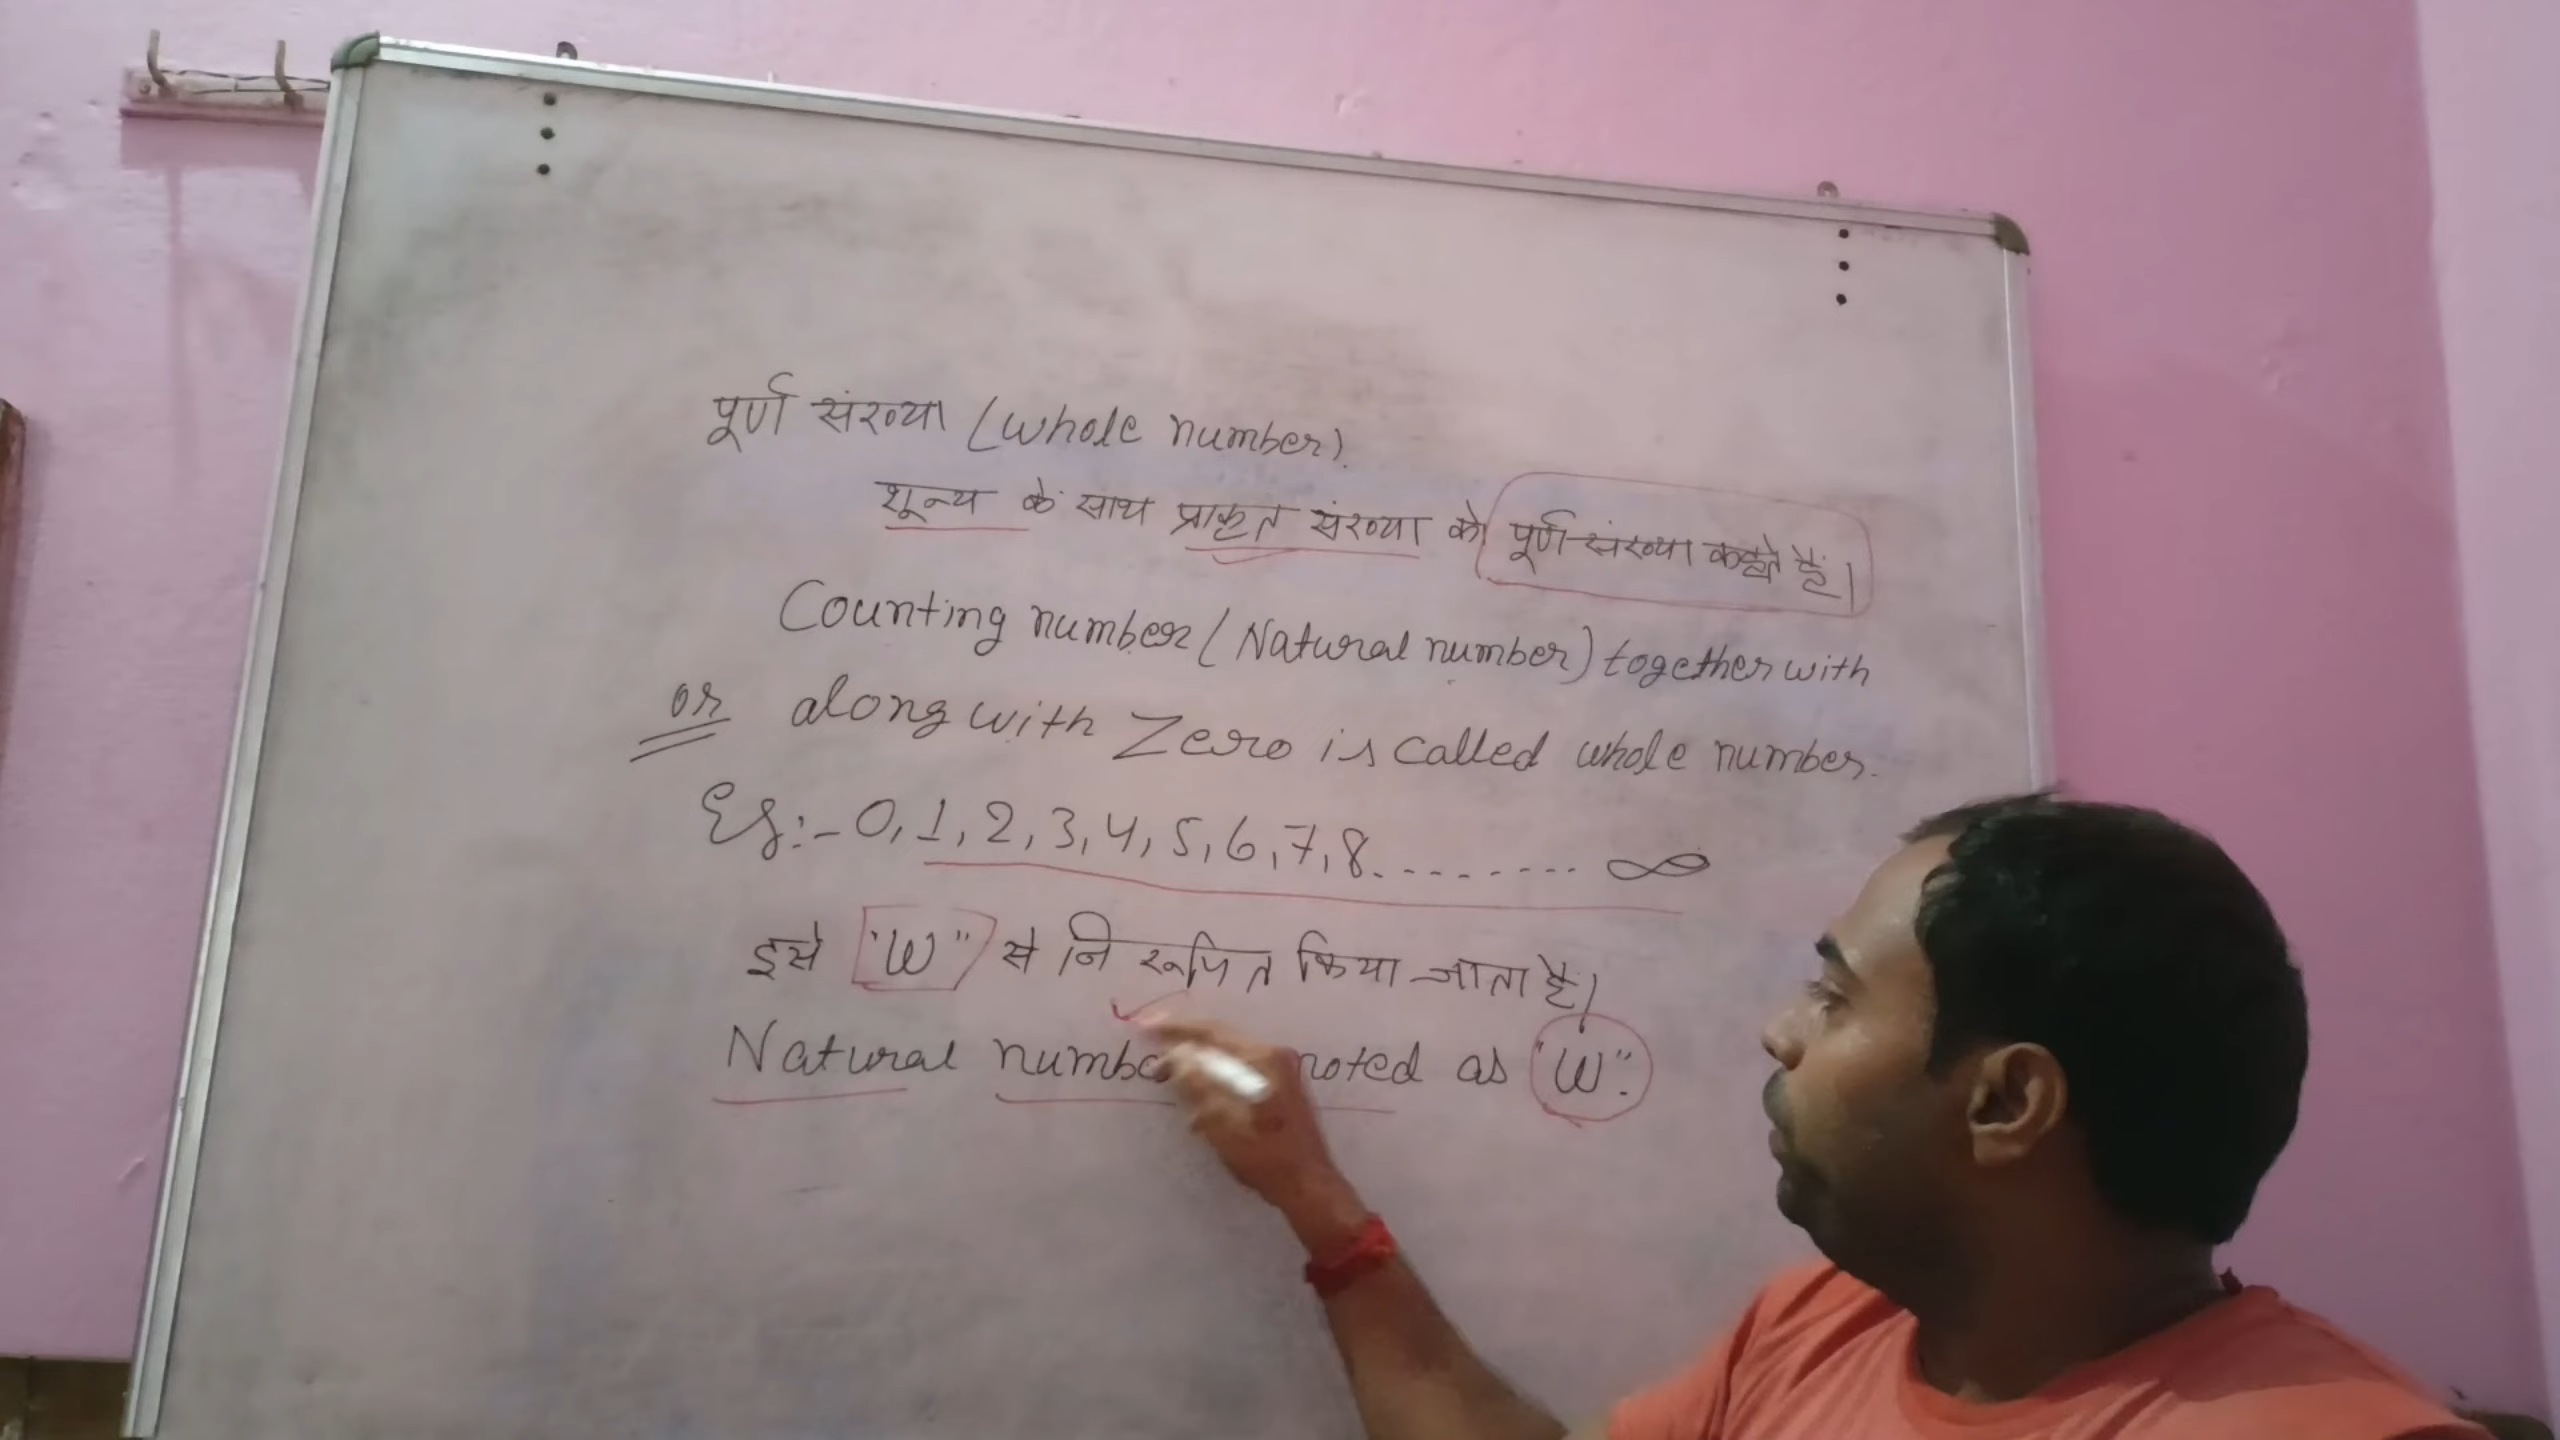 पूर्ण संख्या (whole number).
शून्य के साथ प्राकृत संख्या को पूर्ण संख्या कहते हैं।
Counting number (Natural number) together with
or along with Zero is called whole number.
Eg:- 0, 1, 2, 3, 4, 5, 6, 7, 8. - - - - - - - - ∞
इसे "W" से निरूपित किया जाता है।
Natural noted as "W".